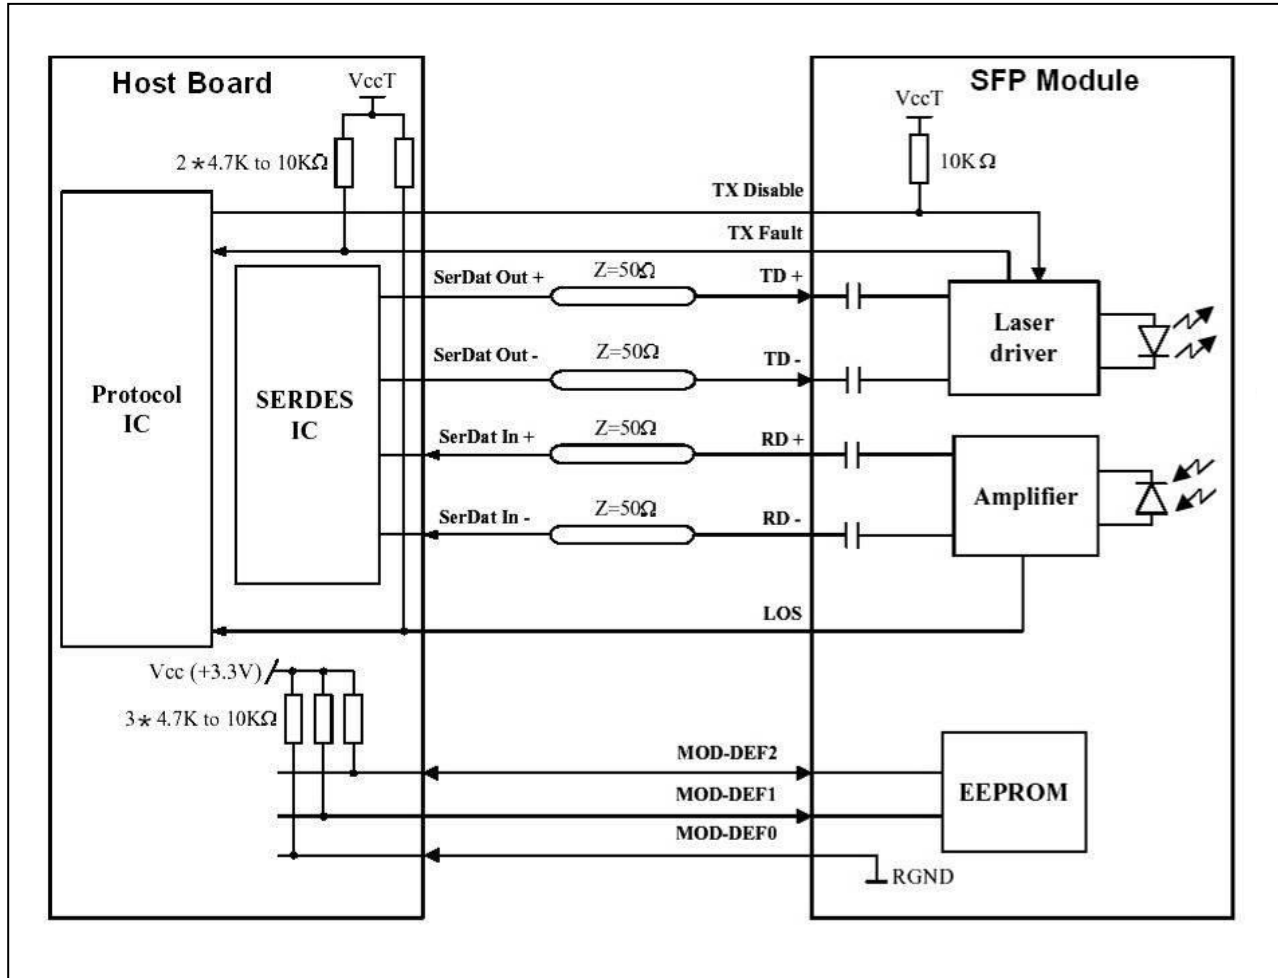 Host Board
SFP Module
VccT
VccT
2*4.7K to 10KΩ
10KΩ
TX Disable
TX Fault
SerDat Out +
Z=50Ω
TD +
Laser
driver
SerDat Out -
Z=50Ω
TD -
Protocol
IC
SERDES
IC
SerDat In +
Z=50Ω
RD +
Amplifier
SerDat In -
Z=50Ω
RD -
LOS
Vcc (+3.3V)
3*4.7K to 10KΩ
MOD-DEF2
MOD-DEF1
EEPROM
MOD-DEF0
RGND